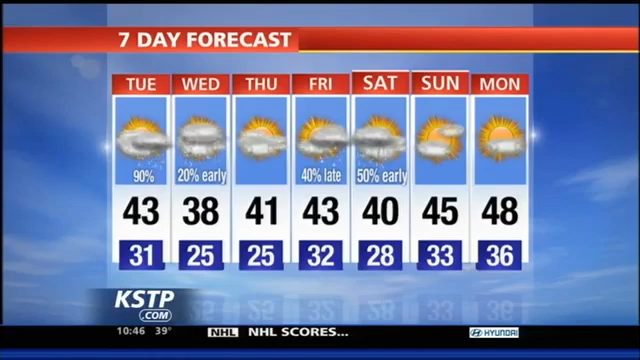 7 DAY FORECAST
TUE WED THU FRI SAT SUN MON
90% 20% early 40% late 50% early
43 38 41 43 40 45 48
31 25 25 32 28 33 36
KSTP
.COM
10:46 39° NHL NHL SCORES... HYUNDAI